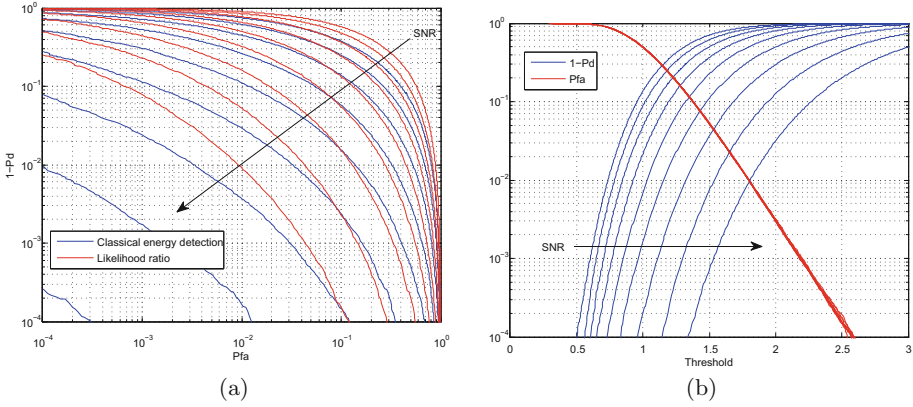 10^0
10^-1
10^-2
10^-3
10^-4
1−Pd
SNR
Classical energy detection
Likelihood ratio
10^-4
10^-3
10^-2
10^-1
10^0
Pfa
(a)
10^0
10^-1
10^-2
10^-3
10^-4
1−Pd
Pfa
SNR
0
0.5
1
1.5
2
2.5
3
Threshold
(b)